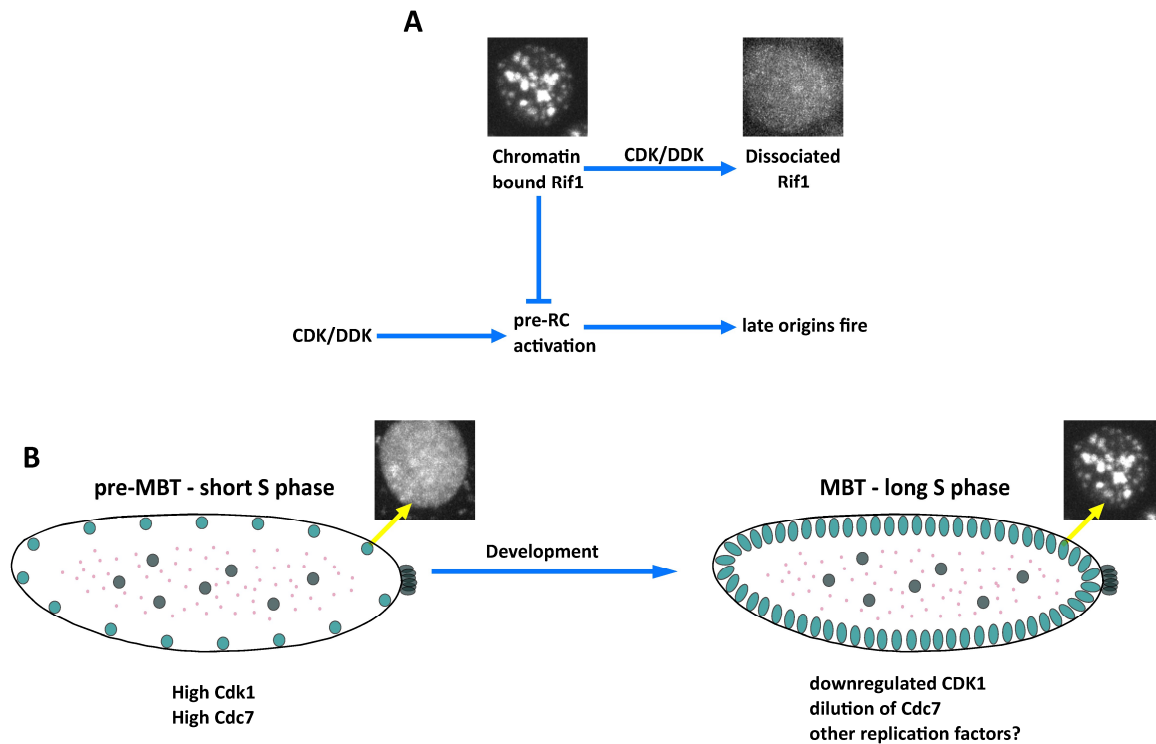 A
Chromatin
bound Rif1
CDK/DDK
Dissociated
Rif1
CDK/DDK
pre-RC
activation
late origins fire
B
pre-MBT - short S phase
Development
MBT - long S phase
High Cdk1
High Cdc7
downregulated CDK1
dilution of Cdc7
other replication factors?